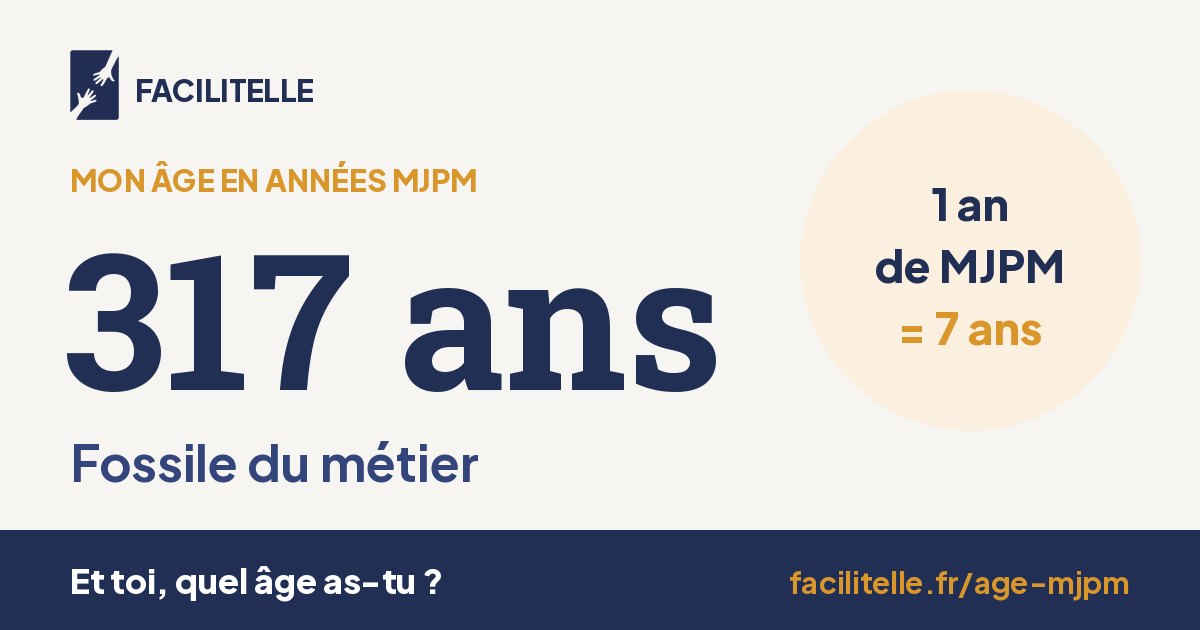 FACILITELLE
MON ÂGE EN ANNÉES MJPM
317 ans
Fossile du métier
1 an
de MJPM
= 7 ans
Et toi, quel âge as-tu ?
facilitelle.fr/age-mjpm